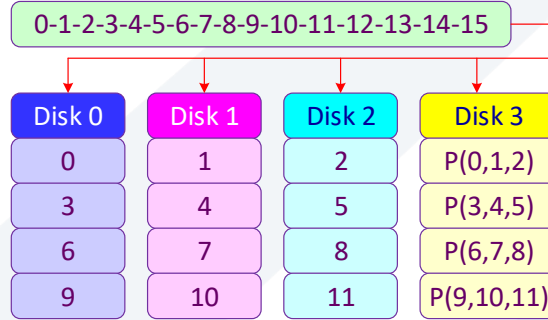 0-1-2-3-4-5-6-7-8-9-10-11-12-13-14-15
Disk 0 Disk 1 Disk 2 Disk 3
0 1 2 P(0,1,2)
3 4 5 P(3,4,5)
6 7 8 P(6,7,8)
9 10 11 P(9,10,11)